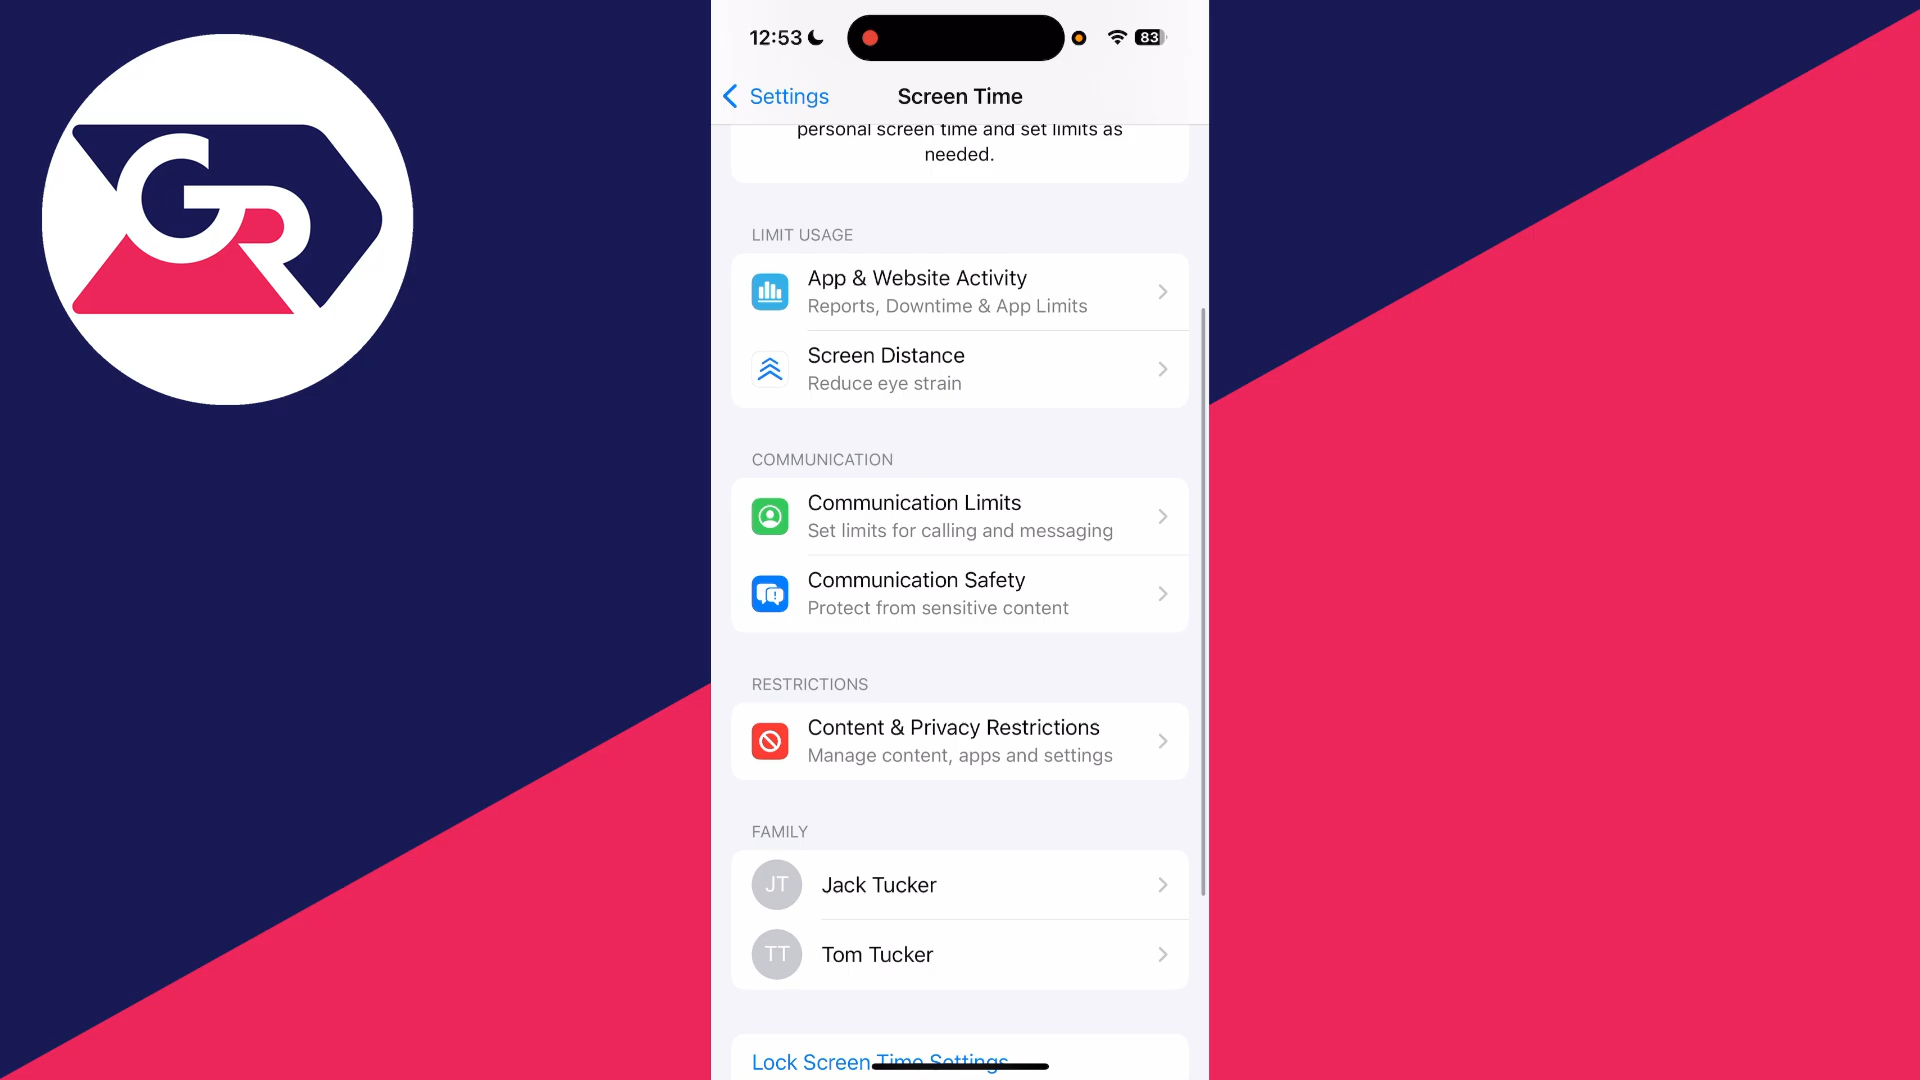 GR
12:53
83
Settings
Screen Time
personal screen time and set limits as
needed.
LIMIT USAGE
App & Website Activity
Reports, Downtime & App Limits
Screen Distance
Reduce eye strain
COMMUNICATION
Communication Limits
Set limits for calling and messaging
Communication Safety
Protect from sensitive content
RESTRICTIONS
Content & Privacy Restrictions
Manage content, apps and settings
FAMILY
JT
Jack Tucker
TT
Tom Tucker
Lock Screen Time Settings